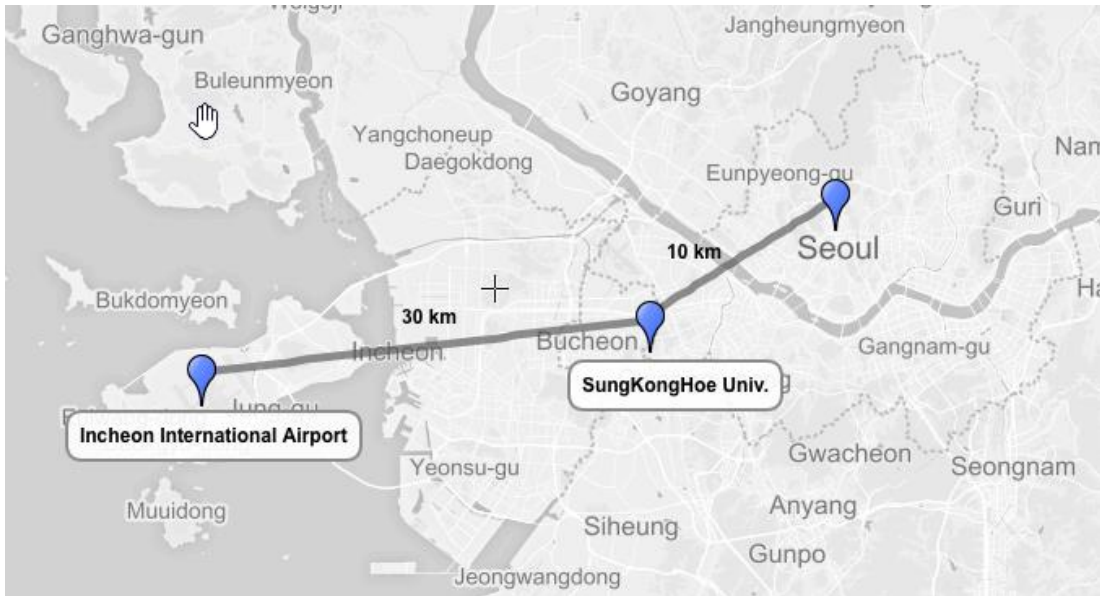 Jangheungmyeon
Ganghwa-gun
Buleunmyeon
Goyang
Yangchoneup
Daegokdong
Eunpyeong-gu
Guri
Seoul
10 km
Bukdomyeon
30 km
Bucheon
Incheon
Gangnam-gu
SungKongHoe Univ.
Jung-gu
Incheon International Airport
Gwacheon
Yeonsu-gu
Seongnam
Muuidong
Anyang
Siheung
Gunpo
Jeongwangdong